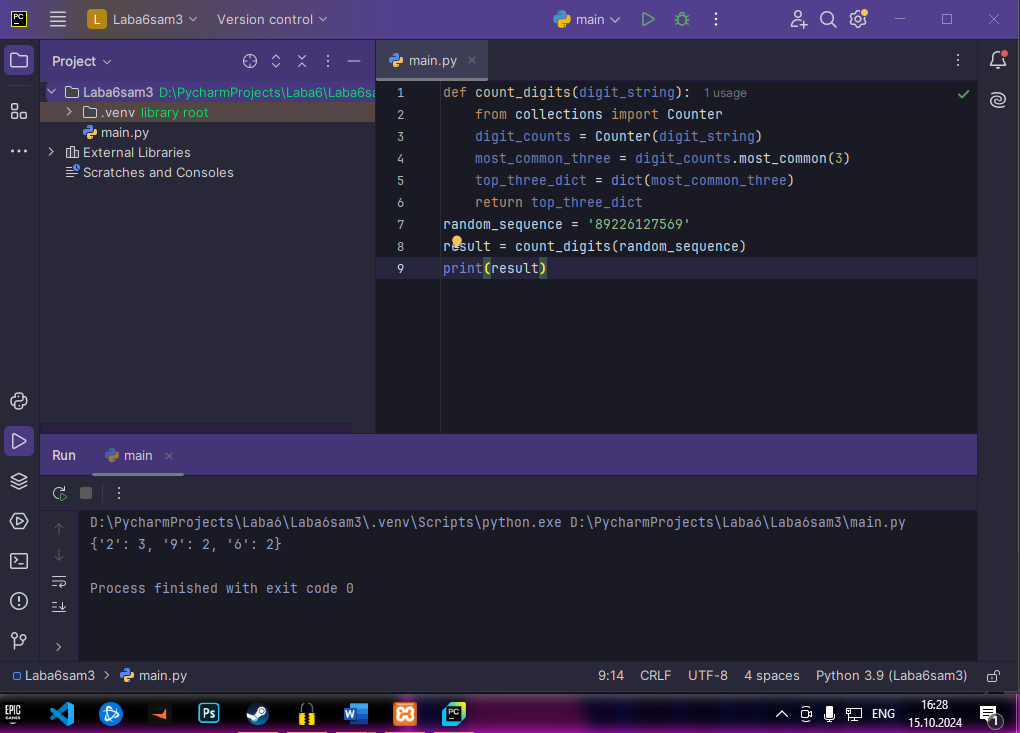 PC L Laba6sam3 Version control main
Project
main.py
Laba6sam3 D:\PycharmProjects\Laba6\Laba6sa
.venv library root
main.py
External Libraries
Scratches and Consoles
1 def count_digits(digit_string): 1 usage
2 from collections import Counter
3 digit_counts = Counter(digit_string)
4 most_common_three = digit_counts.most_common(3)
5 top_three_dict = dict(most_common_three)
6 return top_three_dict
7 random_sequence = '89226127569'
8 result = count_digits(random_sequence)
9 print(result)
Run main
D:\PycharmProjects\Laba6\Laba6sam3\.venv\Scripts\python.exe D:\PycharmProjects\Laba6\Laba6sam3\main.py
{'2': 3, '9': 2, '6': 2}
Process finished with exit code 0
Laba6sam3 main.py 9:14 CRLF UTF-8 4 spaces Python 3.9 (Laba6sam3)
EPIC GAMES Ps W PC ENG 16:28
15.10.2024 1